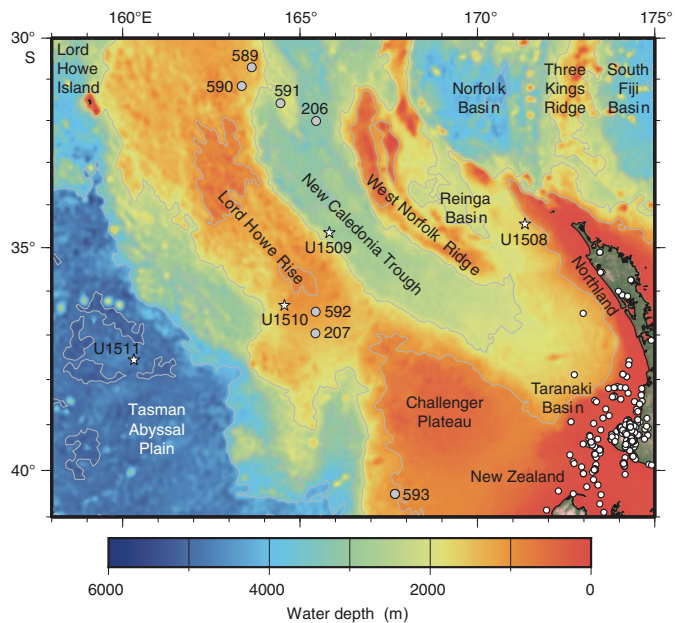 160°E
165°
170°
175°
30°
S
Lord
Howe
Island
589
590
591
206
Norfolk
Basin
Three
Kings
Ridge
South
Fiji
Basin
Reinga
Basin
West Norfolk Ridge
New Caledonia Trough
Lord Howe Rise
35°
U1509
U1508
Northland
U1510
592
207
U1511
Tasman
Abyssal
Plain
Challenger
Plateau
Taranaki
Basin
40°
New Zealand
593
6000
4000
2000
0
Water depth (m)